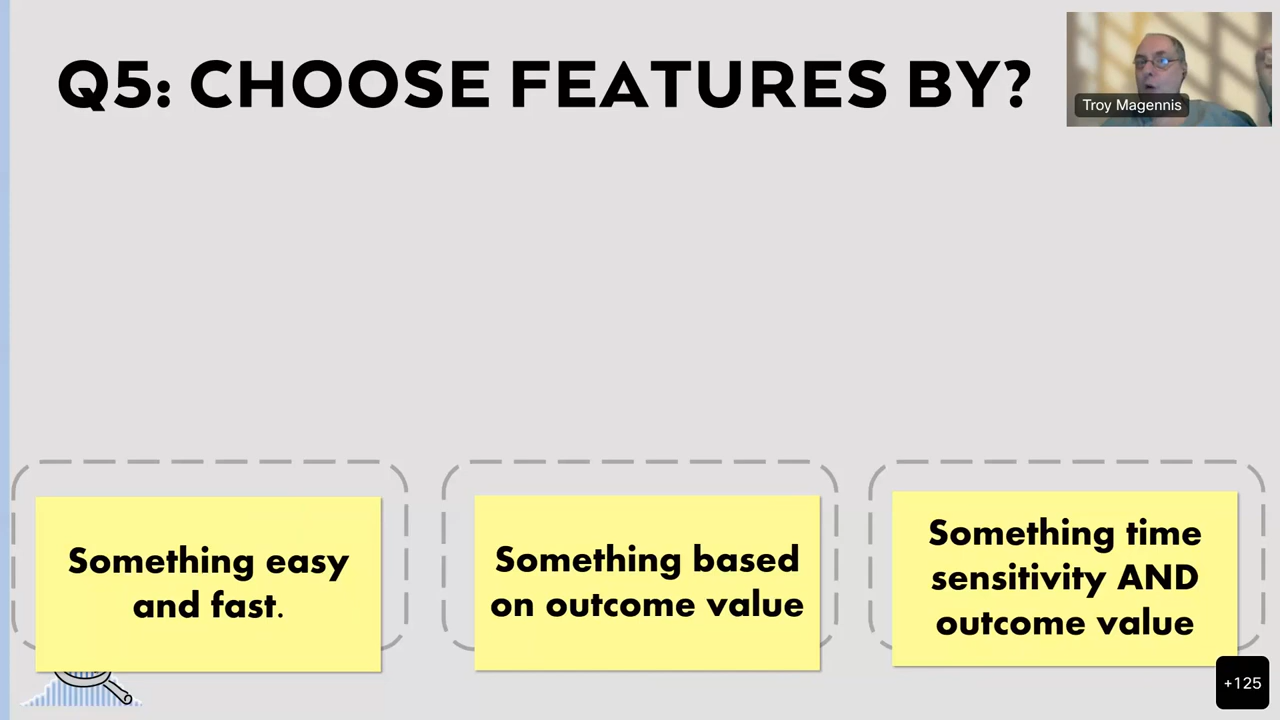 Q5: CHOOSE FEATURES BY?
Troy Magennis
Something easy
and fast.
Something based
on outcome value
Something time
sensitivity AND
outcome value
+125